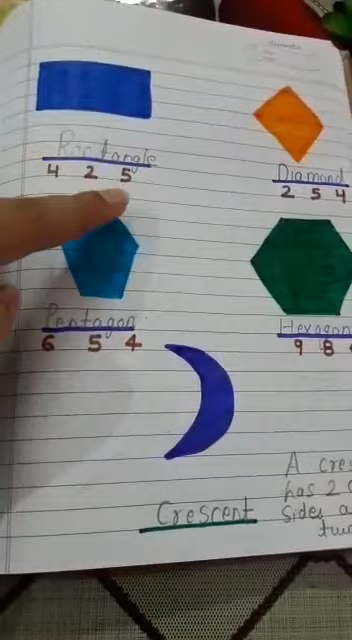 Rectangle
4 2 5
Diamond
2 5 4
Pentagon
6 5 4
Hexagon
9 8
A cres
has 2 c
sides a
Crescent